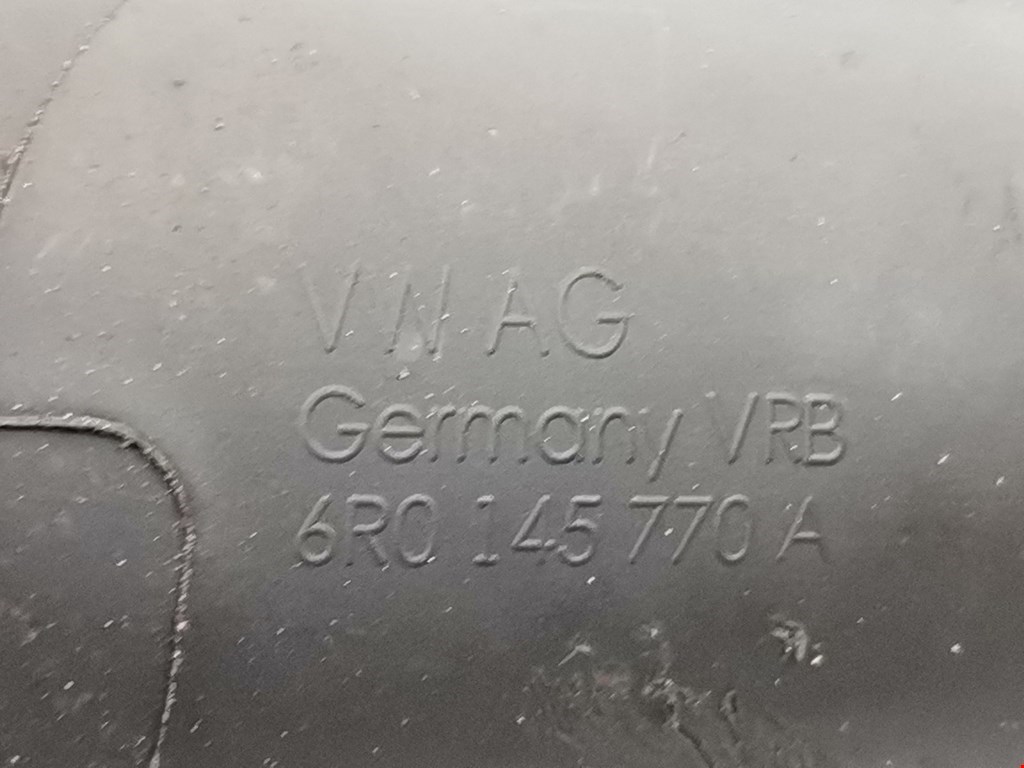 VW AG
Germany VRB
6R0 145 770 A